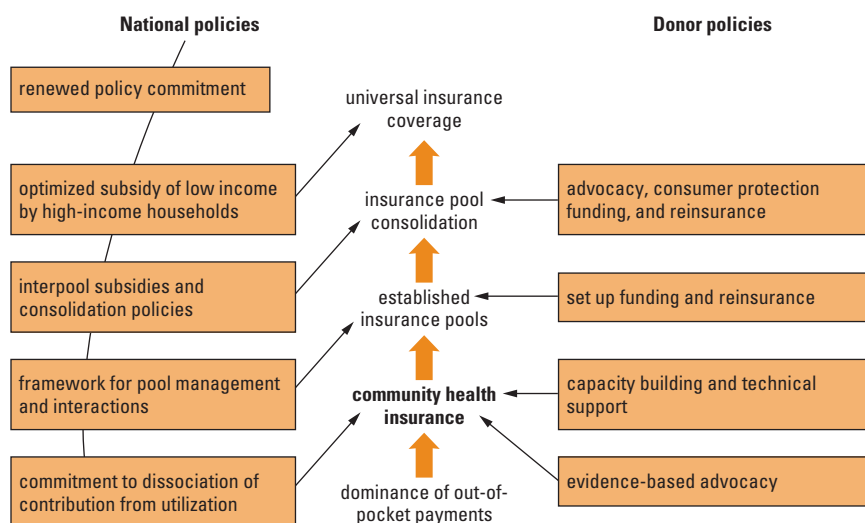 National policies
Donor policies
renewed policy commitment
universal insurance
coverage
optimized subsidy of low income
by high-income households
insurance pool
consolidation
advocacy, consumer protection
funding, and reinsurance
interpool subsidies and
consolidation policies
established
insurance pools
set up funding and reinsurance
framework for pool management
and interactions
community health
insurance
capacity building and technical
support
commitment to dissociation of
contribution from utilization
dominance of out-of-
pocket payments
evidence-based advocacy